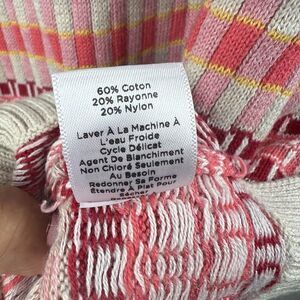 60% Coton
20% Rayonne
20% Nylon
Laver À La Machine À
L'eau Froide
Cycle Délicat
Agent De Blanchiment
Non Chloré Seulement
Au Besoin
Redonner Sa Forme
Étendre À Plat Pour
Sécher